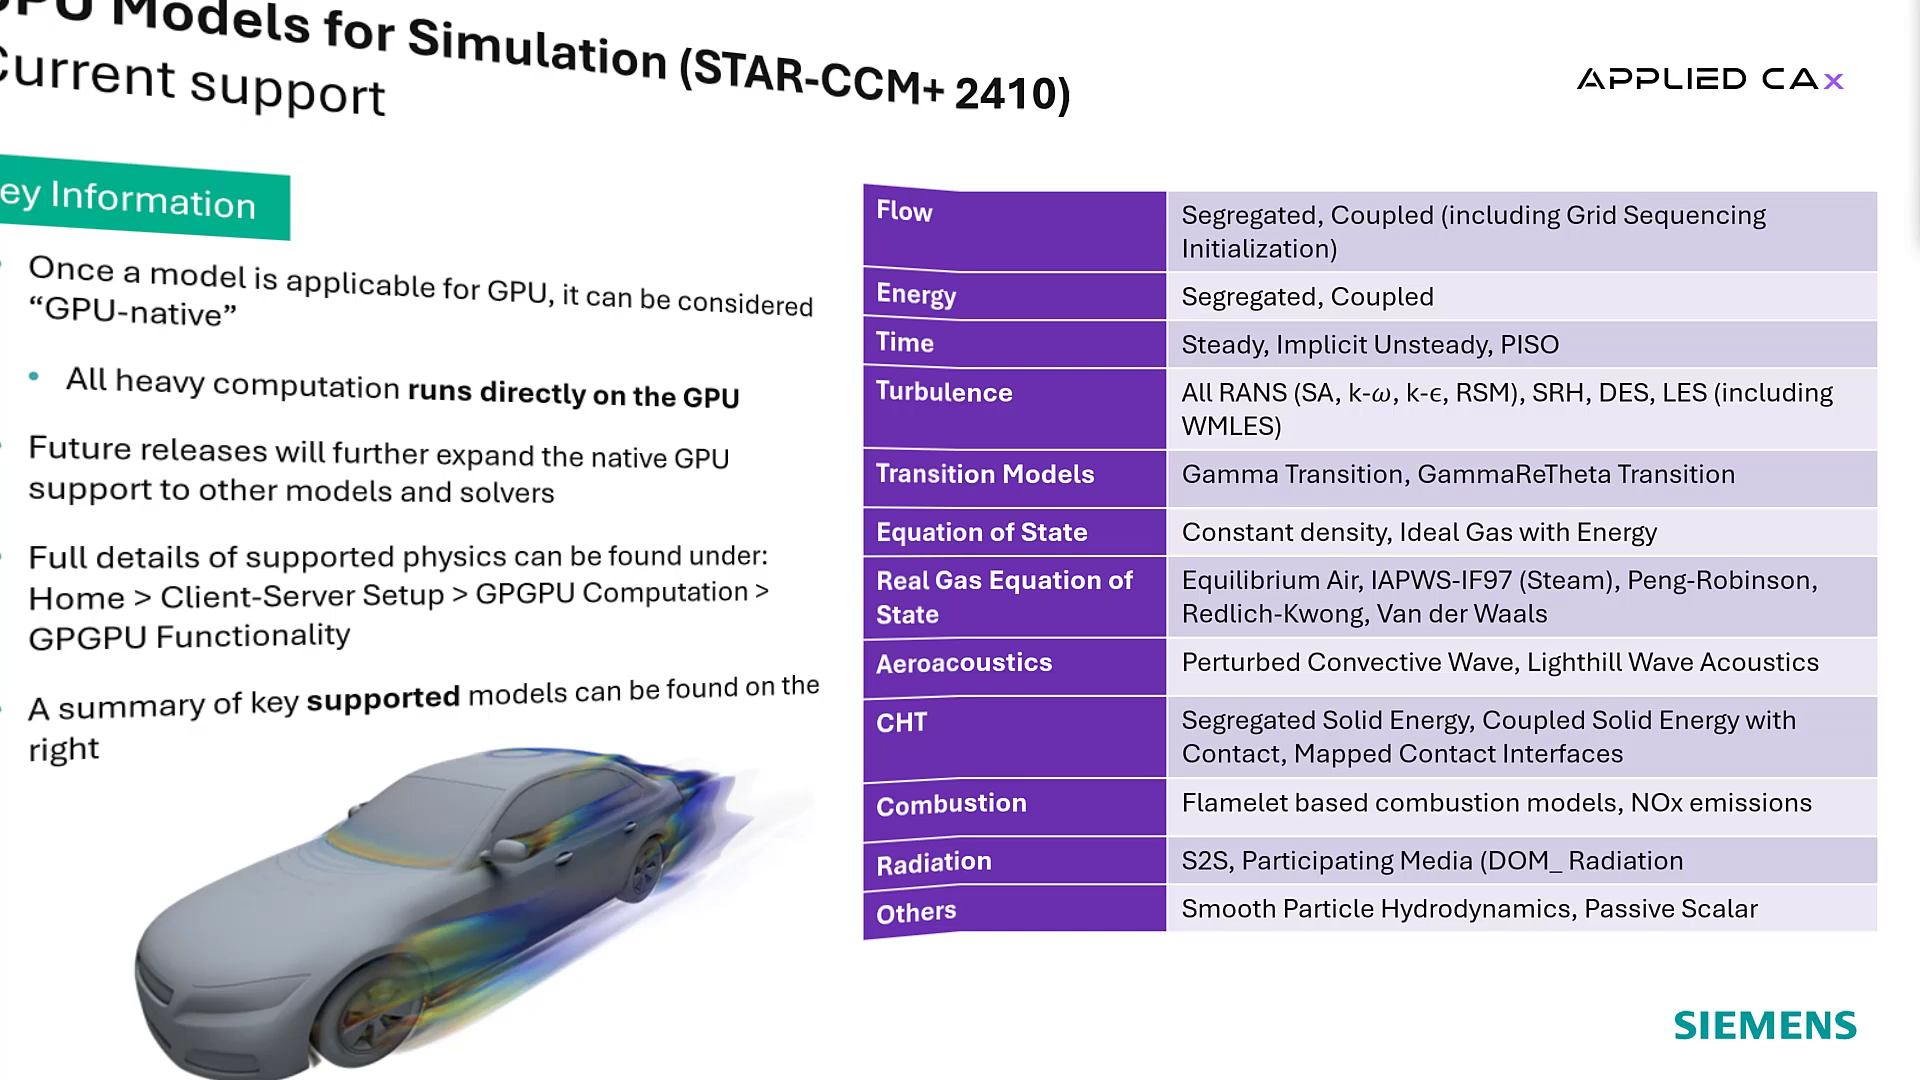 PU Models for Simulation (STAR-CCM+ 2410)
Current support
APPLIED CAx
ey Information
Once a model is applicable for GPU, it can be considered
“GPU-native”
• All heavy computation runs directly on the GPU
Future releases will further expand the native GPU
support to other models and solvers
Full details of supported physics can be found under:
Home > Client-Server Setup > GPGPU Computation >
GPGPU Functionality
A summary of key supported models can be found on the
right
Flow
Segregated, Coupled (including Grid Sequencing
Initialization)
Energy
Segregated, Coupled
Time
Steady, Implicit Unsteady, PISO
Turbulence
All RANS (SA, k-ω, k-ϵ, RSM), SRH, DES, LES (including
WMLES)
Transition Models
Gamma Transition, GammaReTheta Transition
Equation of State
Constant density, Ideal Gas with Energy
Real Gas Equation of
State
Equilibrium Air, IAPWS-IF97 (Steam), Peng-Robinson,
Redlich-Kwong, Van der Waals
Aeroacoustics
Perturbed Convective Wave, Lighthill Wave Acoustics
CHT
Segregated Solid Energy, Coupled Solid Energy with
Contact, Mapped Contact Interfaces
Combustion
Flamelet based combustion models, NOx emissions
Radiation
S2S, Participating Media (DOM_ Radiation
Others
Smooth Particle Hydrodynamics, Passive Scalar
SIEMENS